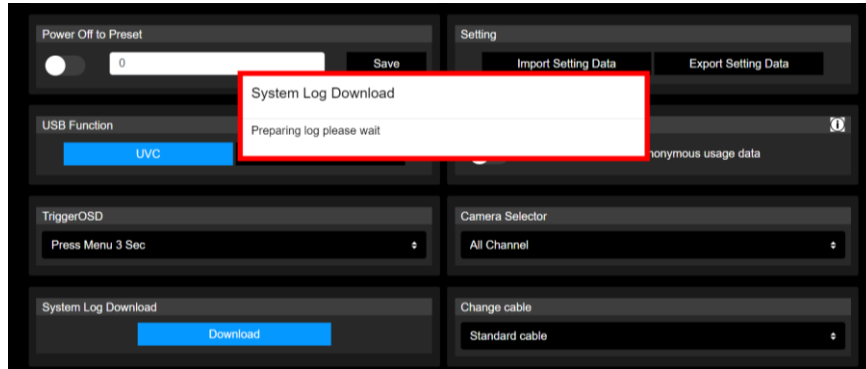 Power Off to Preset
0
Save
Setting
Import Setting Data
Export Setting Data
System Log Download
Preparing log please wait
USB Function
UVC
nonymous usage data
TriggerOSD
Press Menu 3 Sec
Camera Selector
All Channel
System Log Download
Download
Change cable
Standard cable